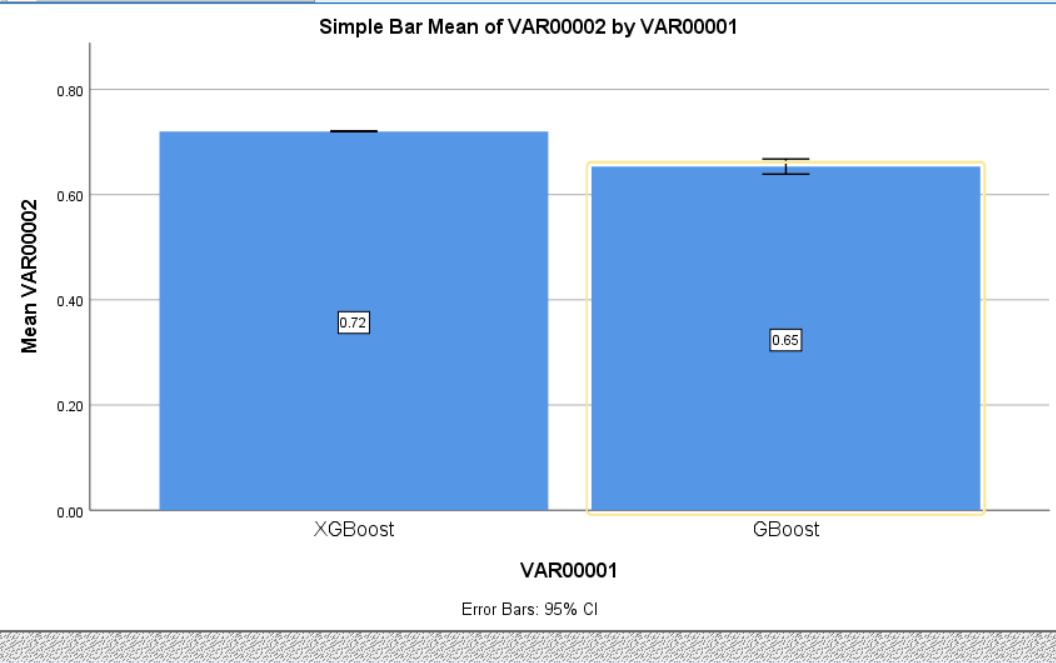 Simple Bar Mean of VAR00002 by VAR00001
Mean VAR00002
0.80
0.60
0.40
0.20
0.00
0.72
0.65
XGBoost
GBoost
VAR00001
Error Bars: 95% CI